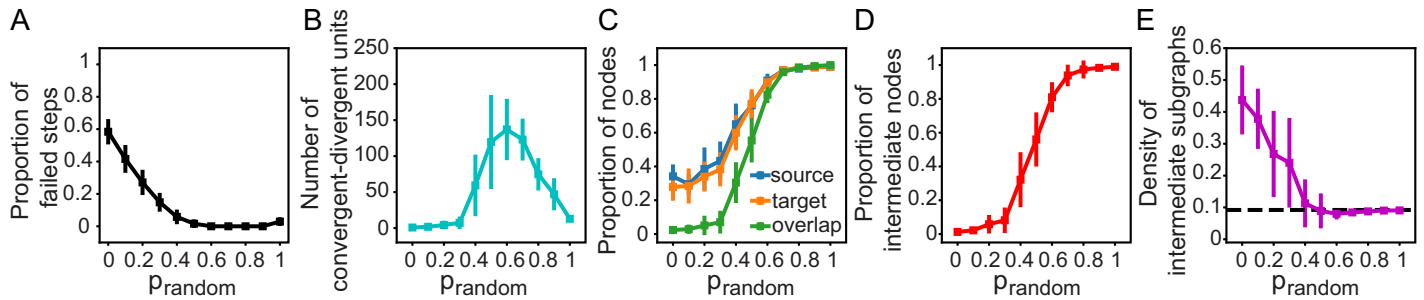 A
Proportion of
failed steps
1
0.8
0.6
0.4
0.2
0
0 0.2 0.4 0.6 0.8 1
p_random
B
Number of
convergent-divergent units
250
200
150
100
50
0
0 0.2 0.4 0.6 0.8 1
p_random
C
Proportion of nodes
1
0.8
0.6
0.4
0.2
0
source
target
overlap
0 0.2 0.4 0.6 0.8 1
p_random
D
Proportion of
intermediate nodes
1
0.8
0.6
0.4
0.2
0
0 0.2 0.4 0.6 0.8 1
p_random
E
Density of
intermediate subgraphs
0.6
0.5
0.4
0.3
0.2
0.1
0
0 0.2 0.4 0.6 0.8 1
p_random